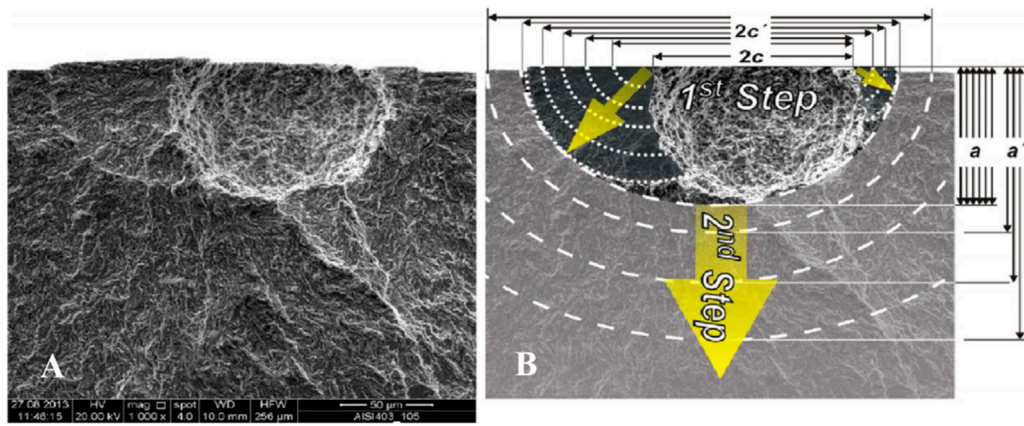 A
27.08.2013 HV mag □ spot WD HFW 50 µm
11:46:15 20.00 kV 1 000 x 4.0 10.0 mm 256 µm AISI403_105
2c´
2c
1st Step
a
a´
2nd Step
B